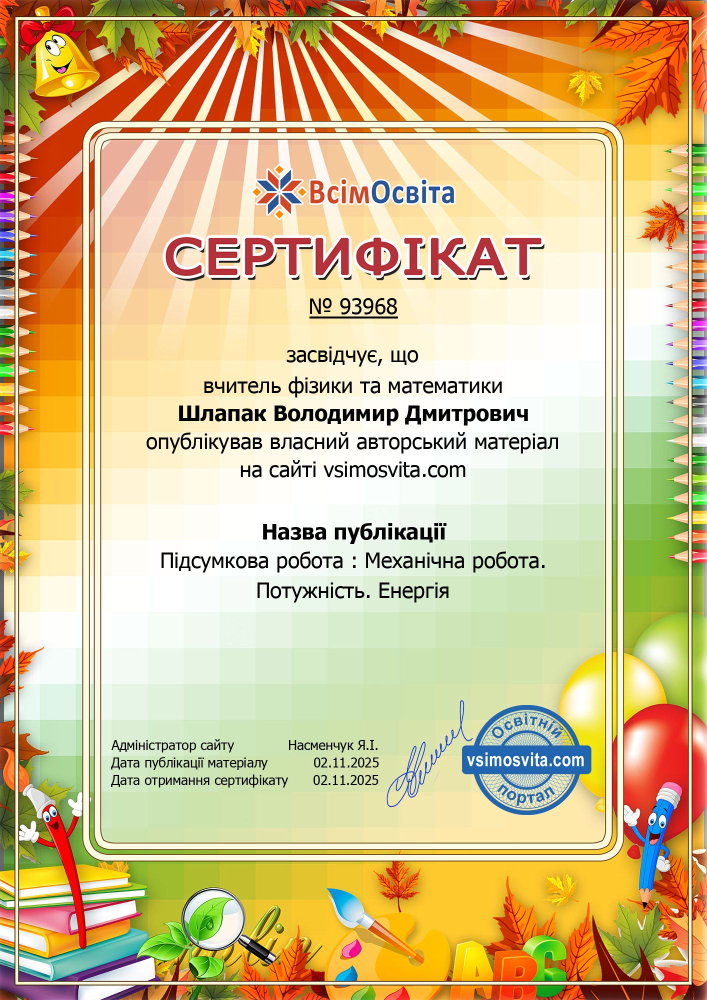 ВсімОсвіта
СЕРТИФІКАТ
№ 93968
засвідчує, що
вчитель фізики та математики
Шлапак Володимир Дмитрович
опублікував власний авторський матеріал
на сайті vsimosvita.com
Назва публікації
Підсумкова робота : Механічна робота.
Потужність. Енергія
Адміністратор сайту Насменчук Я.І.
Дата публікації матеріалу 02.11.2025
Дата отримання сертифікату 02.11.2025
Освітній
vsimosvita.com
портал
ABC